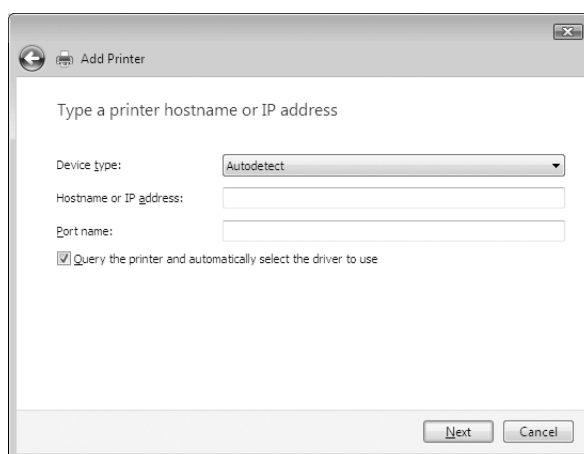 Add Printer
Type a printer hostname or IP address
Device type: Autodetect
Hostname or IP address:
Port name:
Query the printer and automatically select the driver to use
Next Cancel